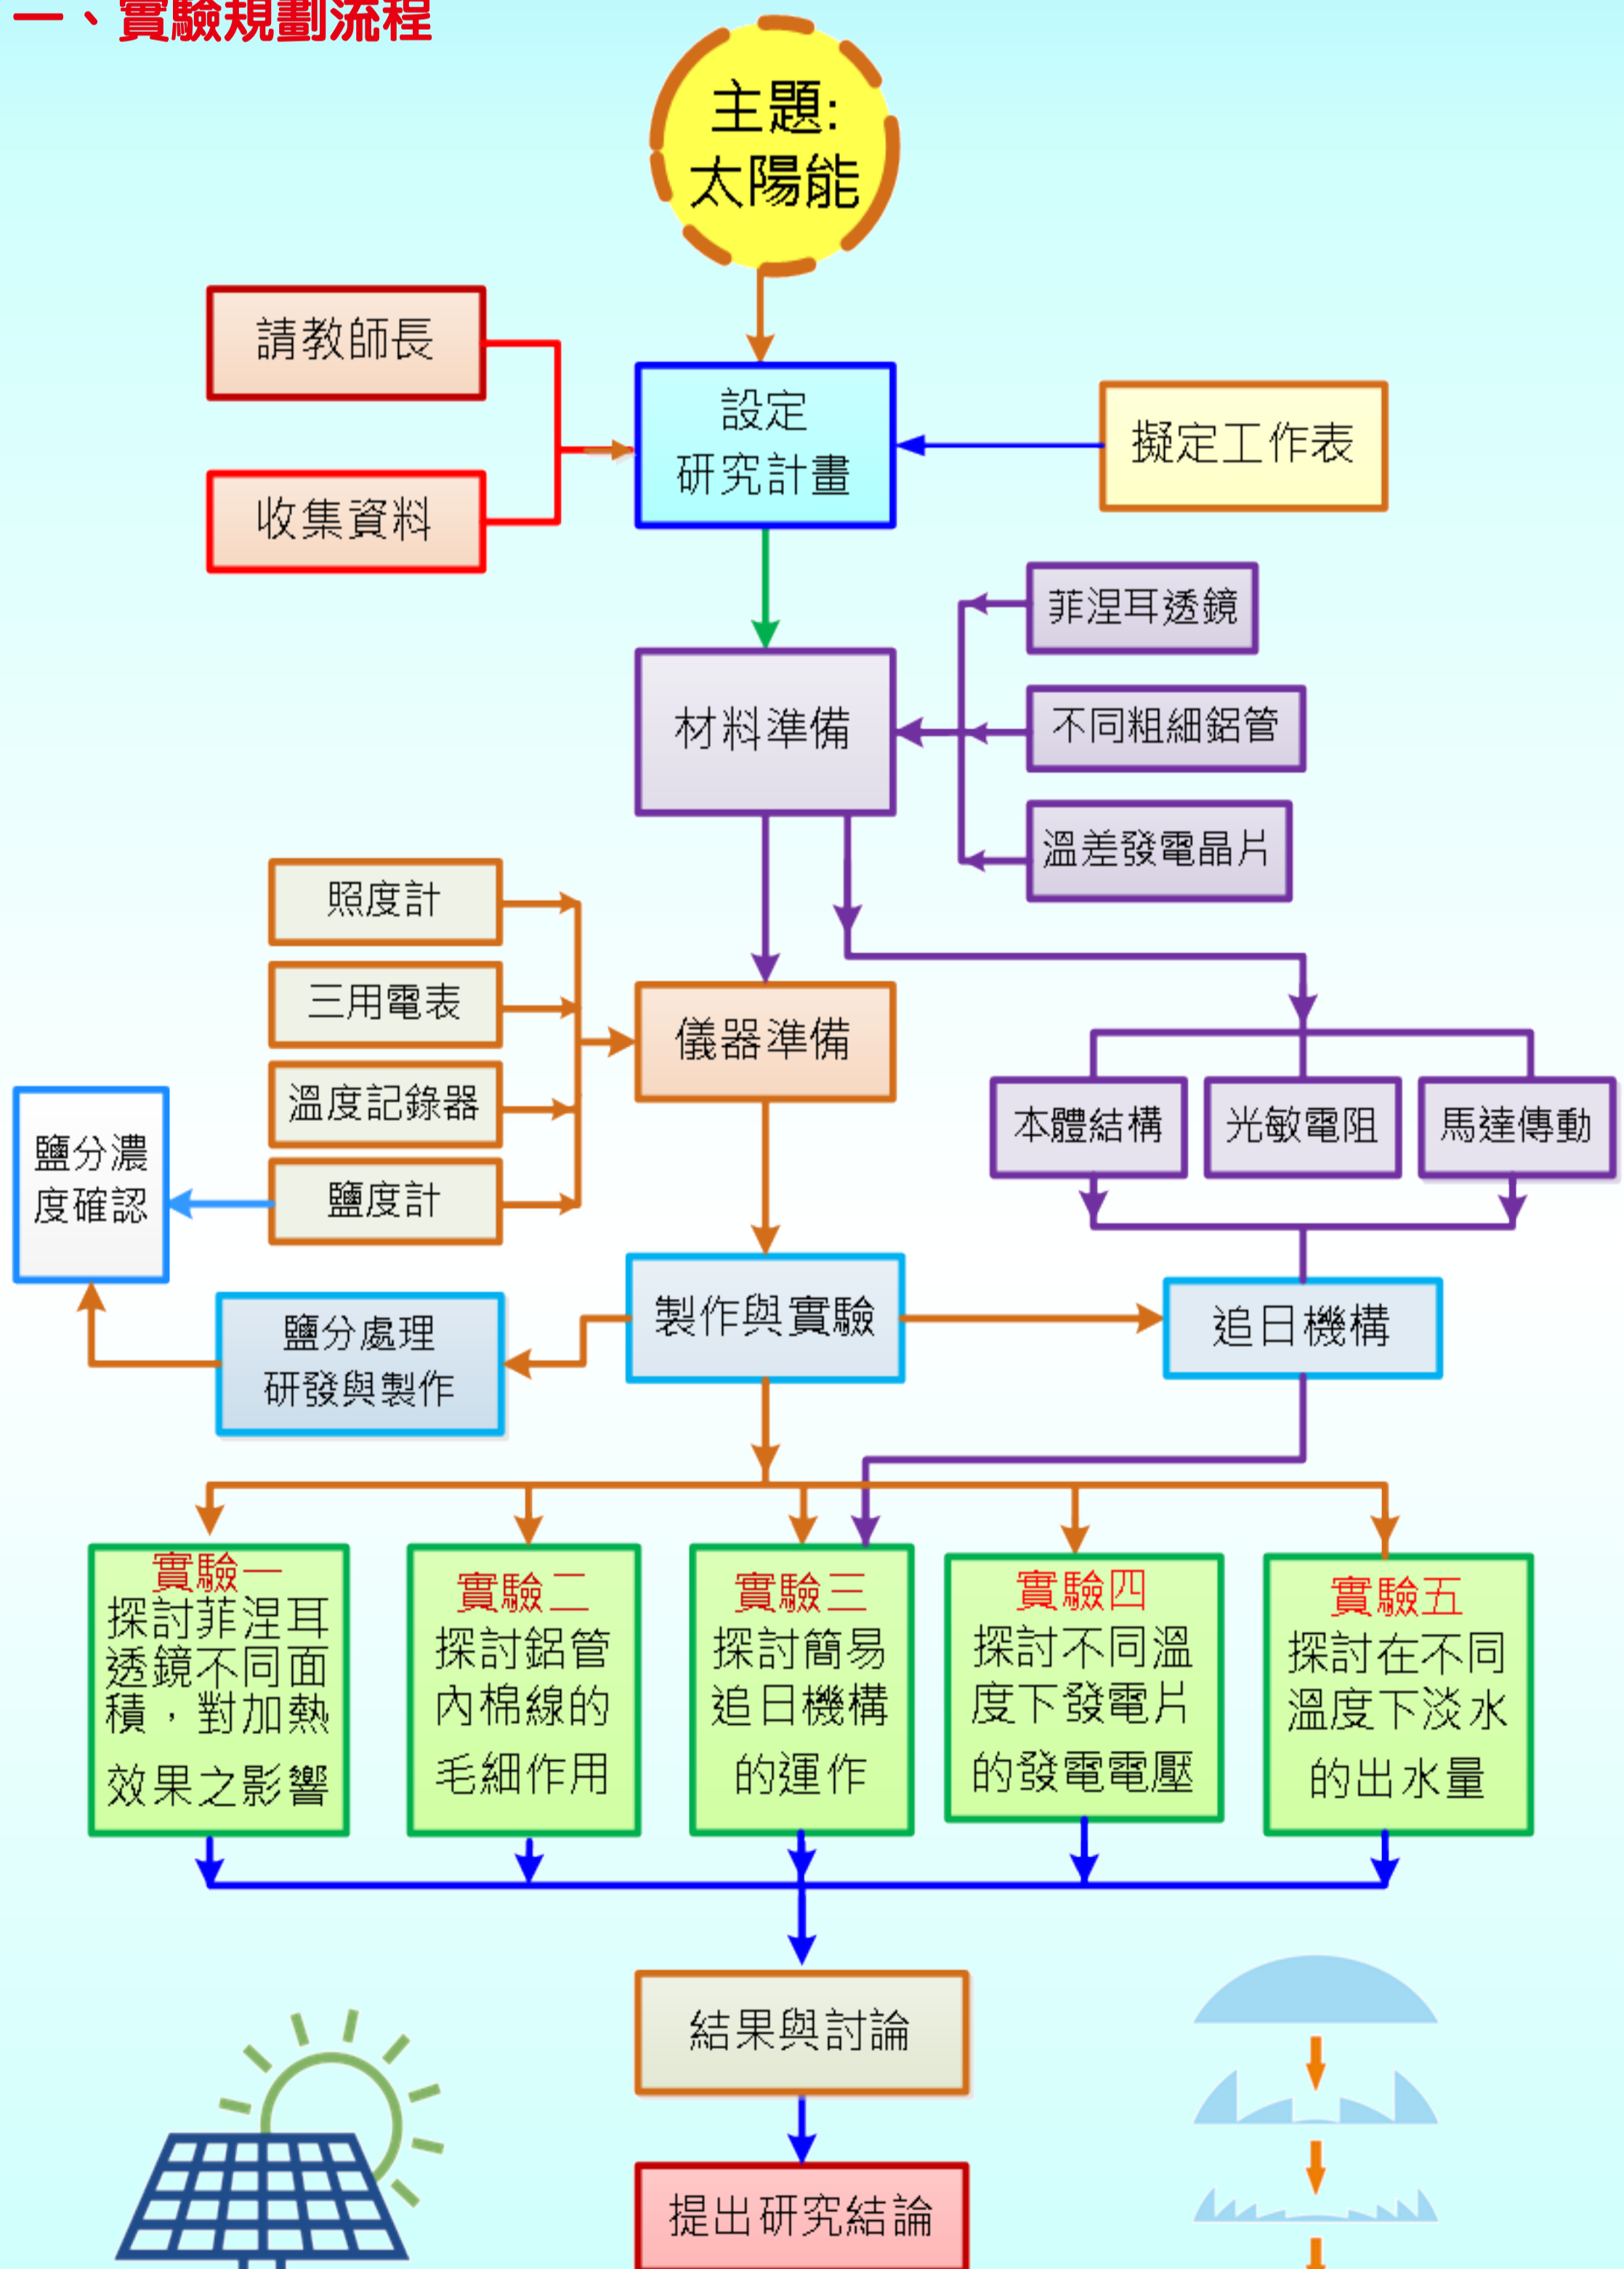 一、實驗規劃流程
主題:
太陽能
請教師長
設定
研究計畫
擬定工作表
收集資料
菲涅耳透鏡
材料準備
不同粗細鋁管
溫差發電晶片
照度計
三用電表
儀器準備
溫度記錄器
本體結構
光敏電阻
馬達傳動
鹽分濃
度確認
鹽度計
製作與實驗
追日機構
鹽分處理
研發與製作
實驗一
探討菲涅耳
透鏡不同面
積，對加熱
效果之影響
實驗二
探討鋁管
內棉線的
毛細作用
實驗三
探討簡易
追日機構
的運作
實驗四
探討不同溫
度下發電片
的發電電壓
實驗五
探討在不同
溫度下淡水
的出水量
結果與討論
提出研究結論